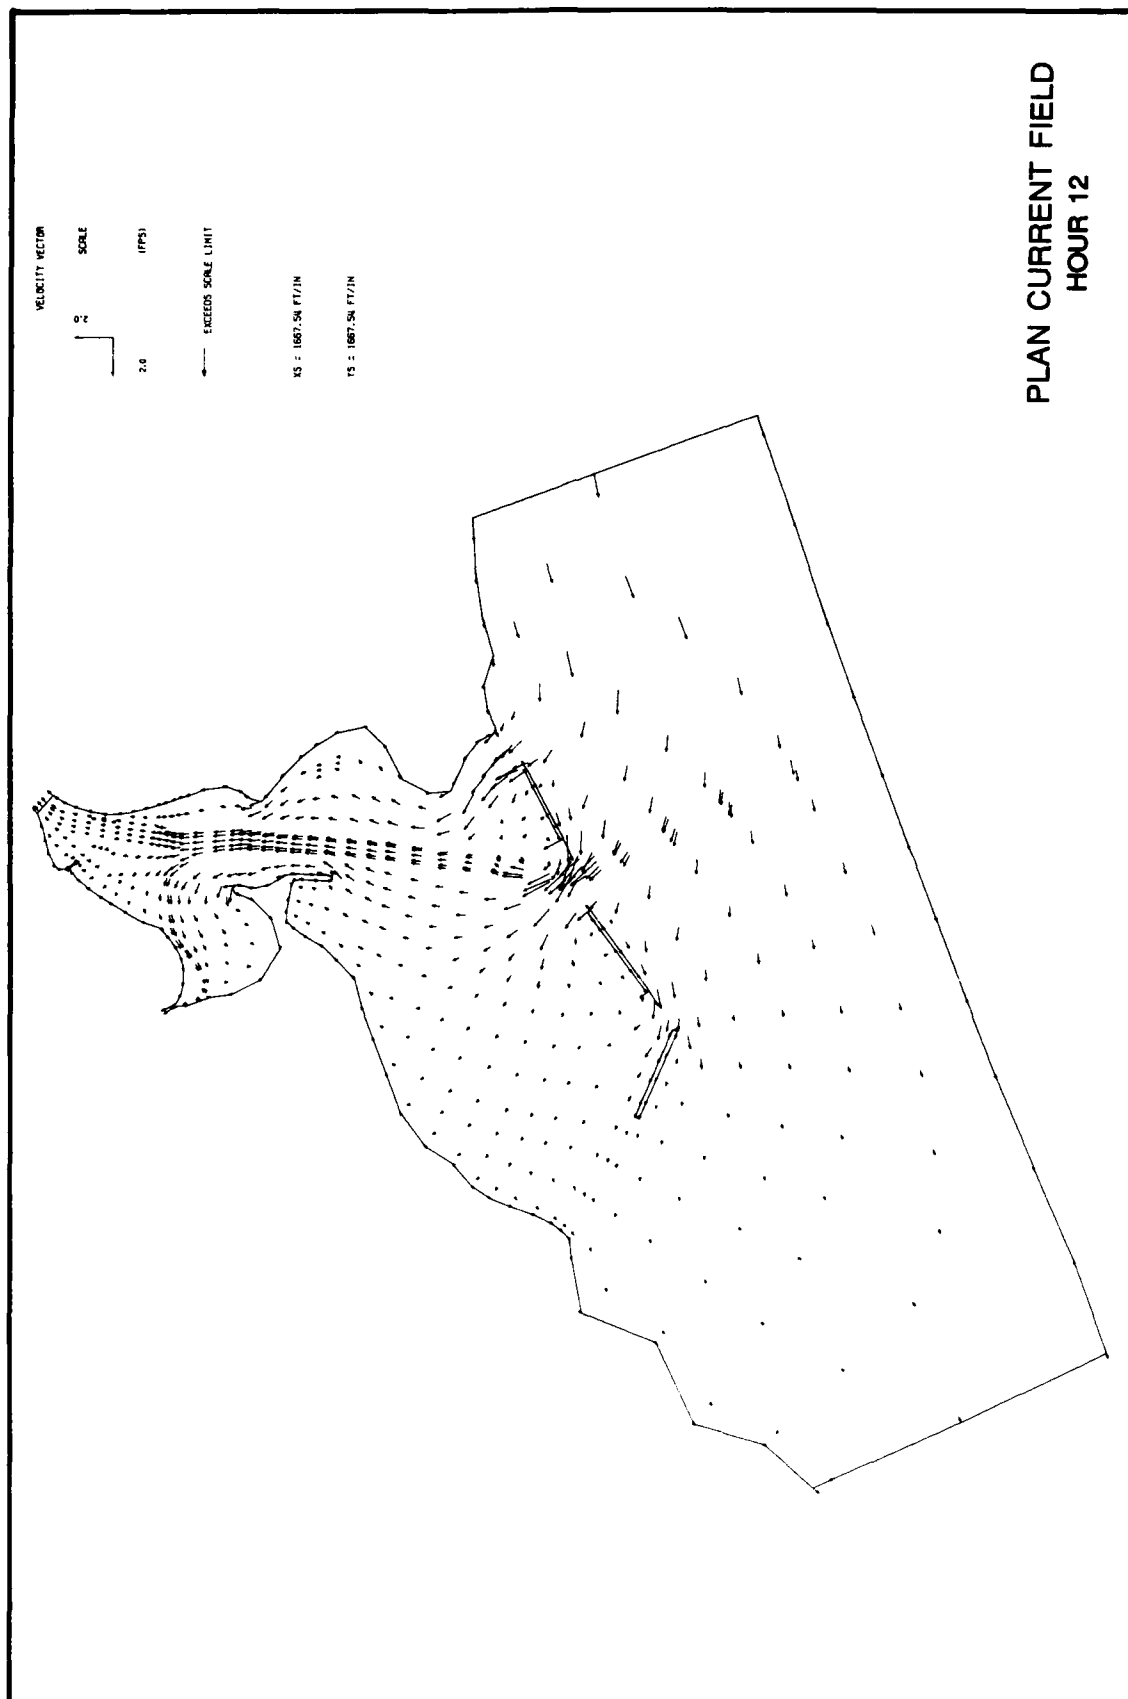 VELOCITY VECTOR
SCALE
2.0
2.0 (FPS)
EXCEEDS SCALE LIMIT
XS = 1667.54 FT/IN
YS = 1667.54 FT/IN
PLAN CURRENT FIELD
HOUR 12